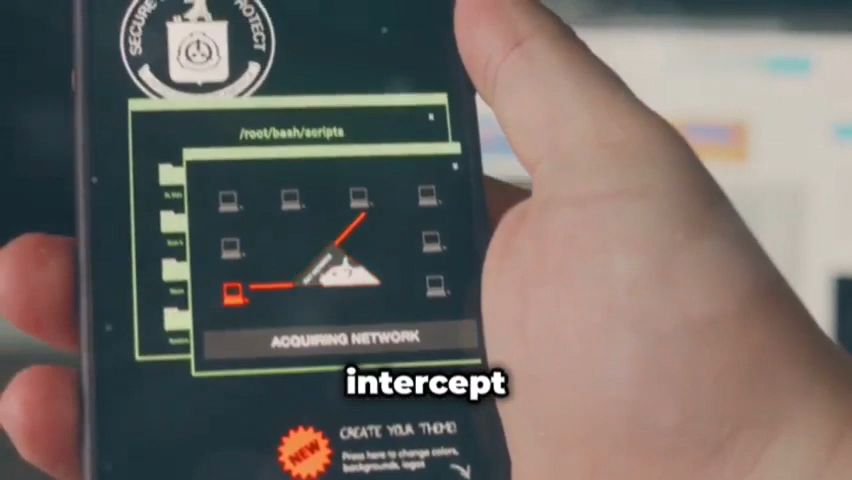 SECURE
PROTECT
/root/bash/scripts
x
x
ACQUIRING NETWORK
intercept
NEW
CREATE YOUR THEME!
Press here to change colors,
backgrounds, logos